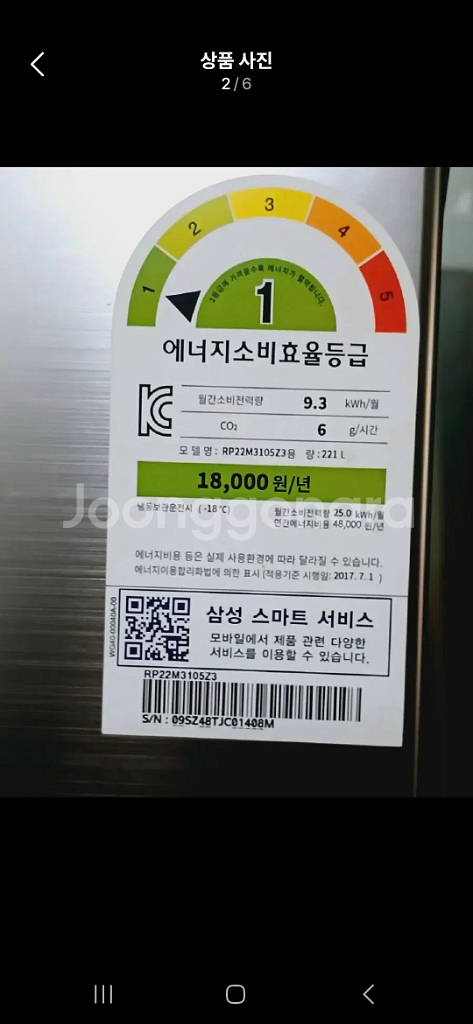 상품 사진
2 / 6
1
2
3
4
5
1등급에 가까울수록 에너지가 절약됩니다.
1
에너지소비효율등급
월간소비전력량 9.3 kWh/월
CO₂ 6 g/시간
모 델 명 : RP22M3105Z3용 량 : 221 L
18,000 원/년
냉동보관운전시 (-18℃) 월간소비전력량 25.0 kWh/월
연간에너지비용 48,000 원/년
Joonggonara
에너지비용 등은 실제 사용환경에 따라 달라질 수 있습니다.
에너지이용합리화법에 의한 표시 (적용기준 시행일: 2017. 7. 1 )
삼성 스마트 서비스
모바일에서 제품 관련 다양한
서비스를 이용할 수 있습니다.
RP22M3105Z3
S/N : 09SZ48TJC01408M